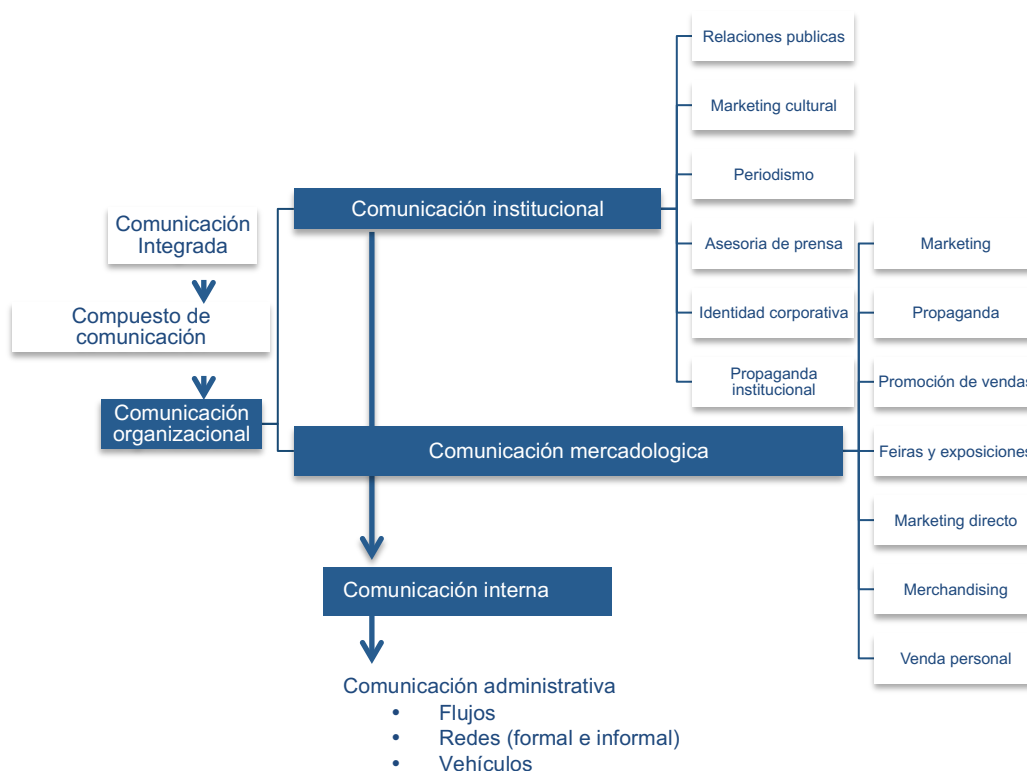 Comunicación
Integrada
Compuesto de
comunicación
Comunicación
organizacional
Comunicación institucional
Relaciones publicas
Marketing cultural
Periodismo
Asesoria de prensa
Identidad corporativa
Propaganda
institucional
Comunicación mercadologica
Marketing
Propaganda
Promoción de vendas
Feiras y exposiciones
Marketing directo
Merchandising
Venda personal
Comunicación interna
Comunicación administrativa
• Flujos
• Redes (formal e informal)
• Vehículos